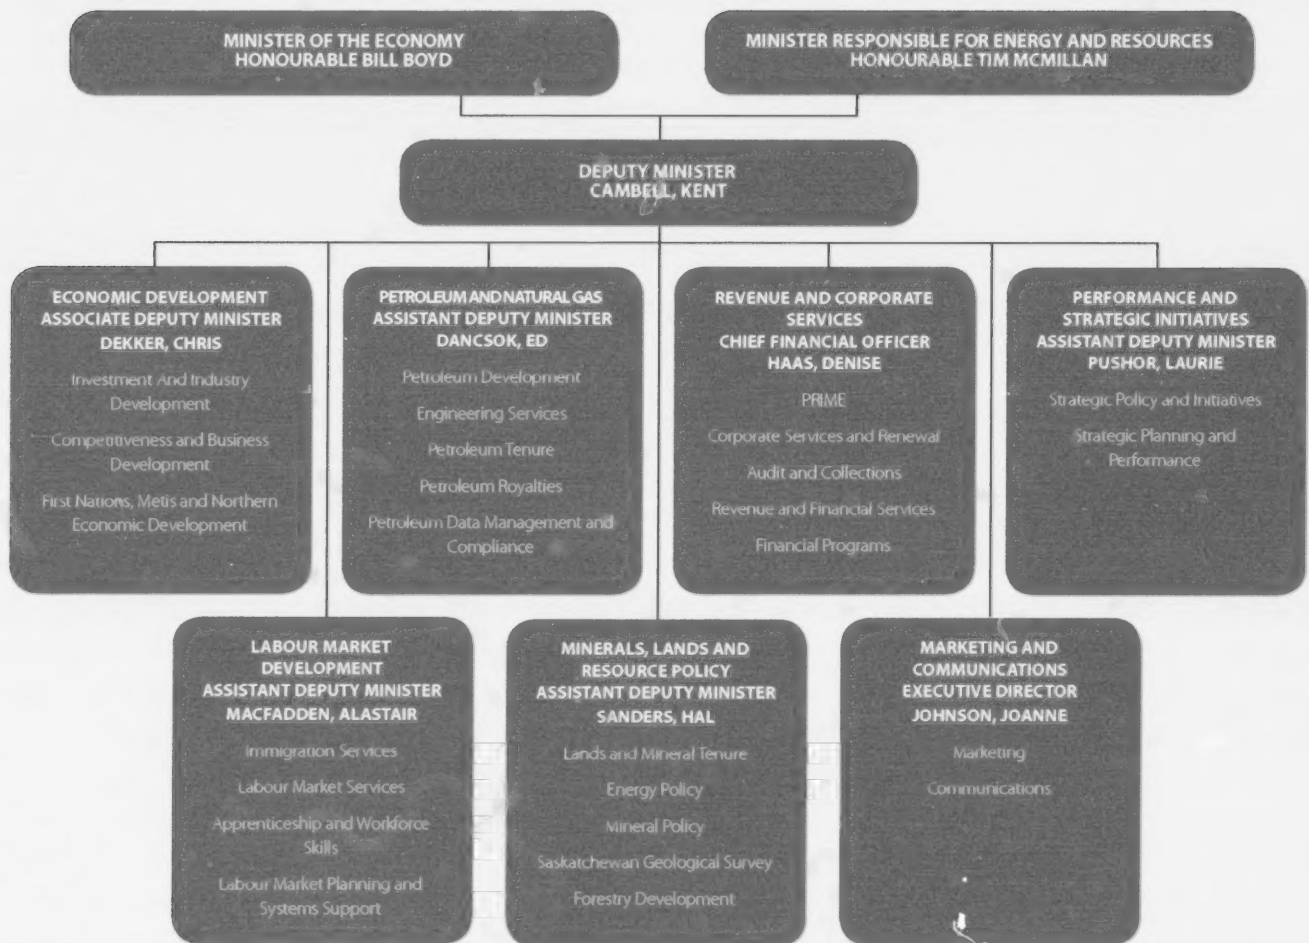 MINISTER OF THE ECONOMY
HONOURABLE BILL BOYD
MINISTER RESPONSIBLE FOR ENERGY AND RESOURCES
HONOURABLE TIM MCMILLAN
DEPUTY MINISTER
CAMBELL, KENT
ECONOMIC DEVELOPMENT
ASSOCIATE DEPUTY MINISTER
DEKKER, CHRIS
Investment And Industry
Development
Competitiveness and Business
Development
First Nations, Metis and Northern
Economic Development
PETROLEUM AND NATURAL GAS
ASSISTANT DEPUTY MINISTER
DANCSOK, ED
Petroleum Development
Engineering Services
Petroleum Tenure
Petroleum Royalties
Petroleum Data Management and
Compliance
REVENUE AND CORPORATE
SERVICES
CHIEF FINANCIAL OFFICER
HAAS, DENISE
PRIME
Corporate Services and Renewal
Audit and Collections
Revenue and Financial Services
Financial Programs
PERFORMANCE AND
STRATEGIC INITIATIVES
ASSISTANT DEPUTY MINISTER
PUSHOR, LAURIE
Strategic Policy and Initiatives
Strategic Planning and
Performance
LABOUR MARKET
DEVELOPMENT
ASSISTANT DEPUTY MINISTER
MACFADDEN, ALASTAIR
Immigration Services
Labour Market Services
Apprenticeship and Workforce
Skills
Labour Market Planning and
Systems Support
MINERALS, LANDS AND
RESOURCE POLICY
ASSISTANT DEPUTY MINISTER
SANDERS, HAL
Lands and Mineral Tenure
Energy Policy
Mineral Policy
Saskatchewan Geological Survey
Forestry Development
MARKETING AND
COMMUNICATIONS
EXECUTIVE DIRECTOR
JOHNSON, JOANNE
Marketing
Communications